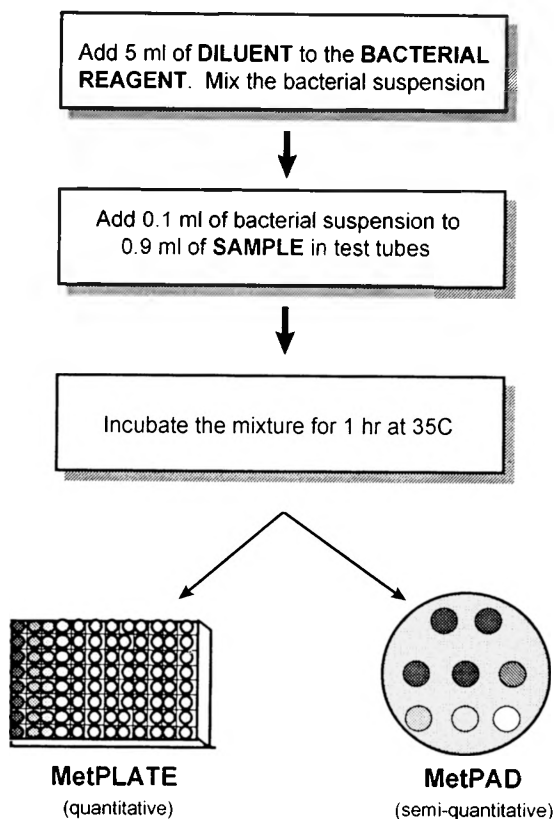 Add 5 ml of DILUENT to the BACTERIAL
REAGENT. Mix the bacterial suspension
Add 0.1 ml of bacterial suspension to
0.9 ml of SAMPLE in test tubes
Incubate the mixture for 1 hr at 35C
MetPLATE
(quantitative)
MetPAD
(semi-quantitative)